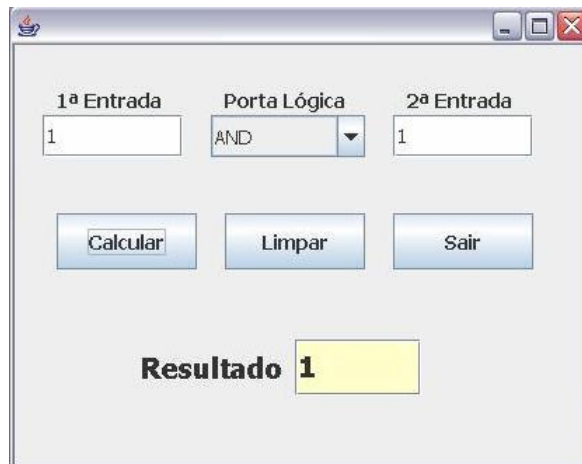 1ª Entrada Porta Lógica 2ª Entrada
1 AND 1
Calcular Limpar Sair
Resultado 1